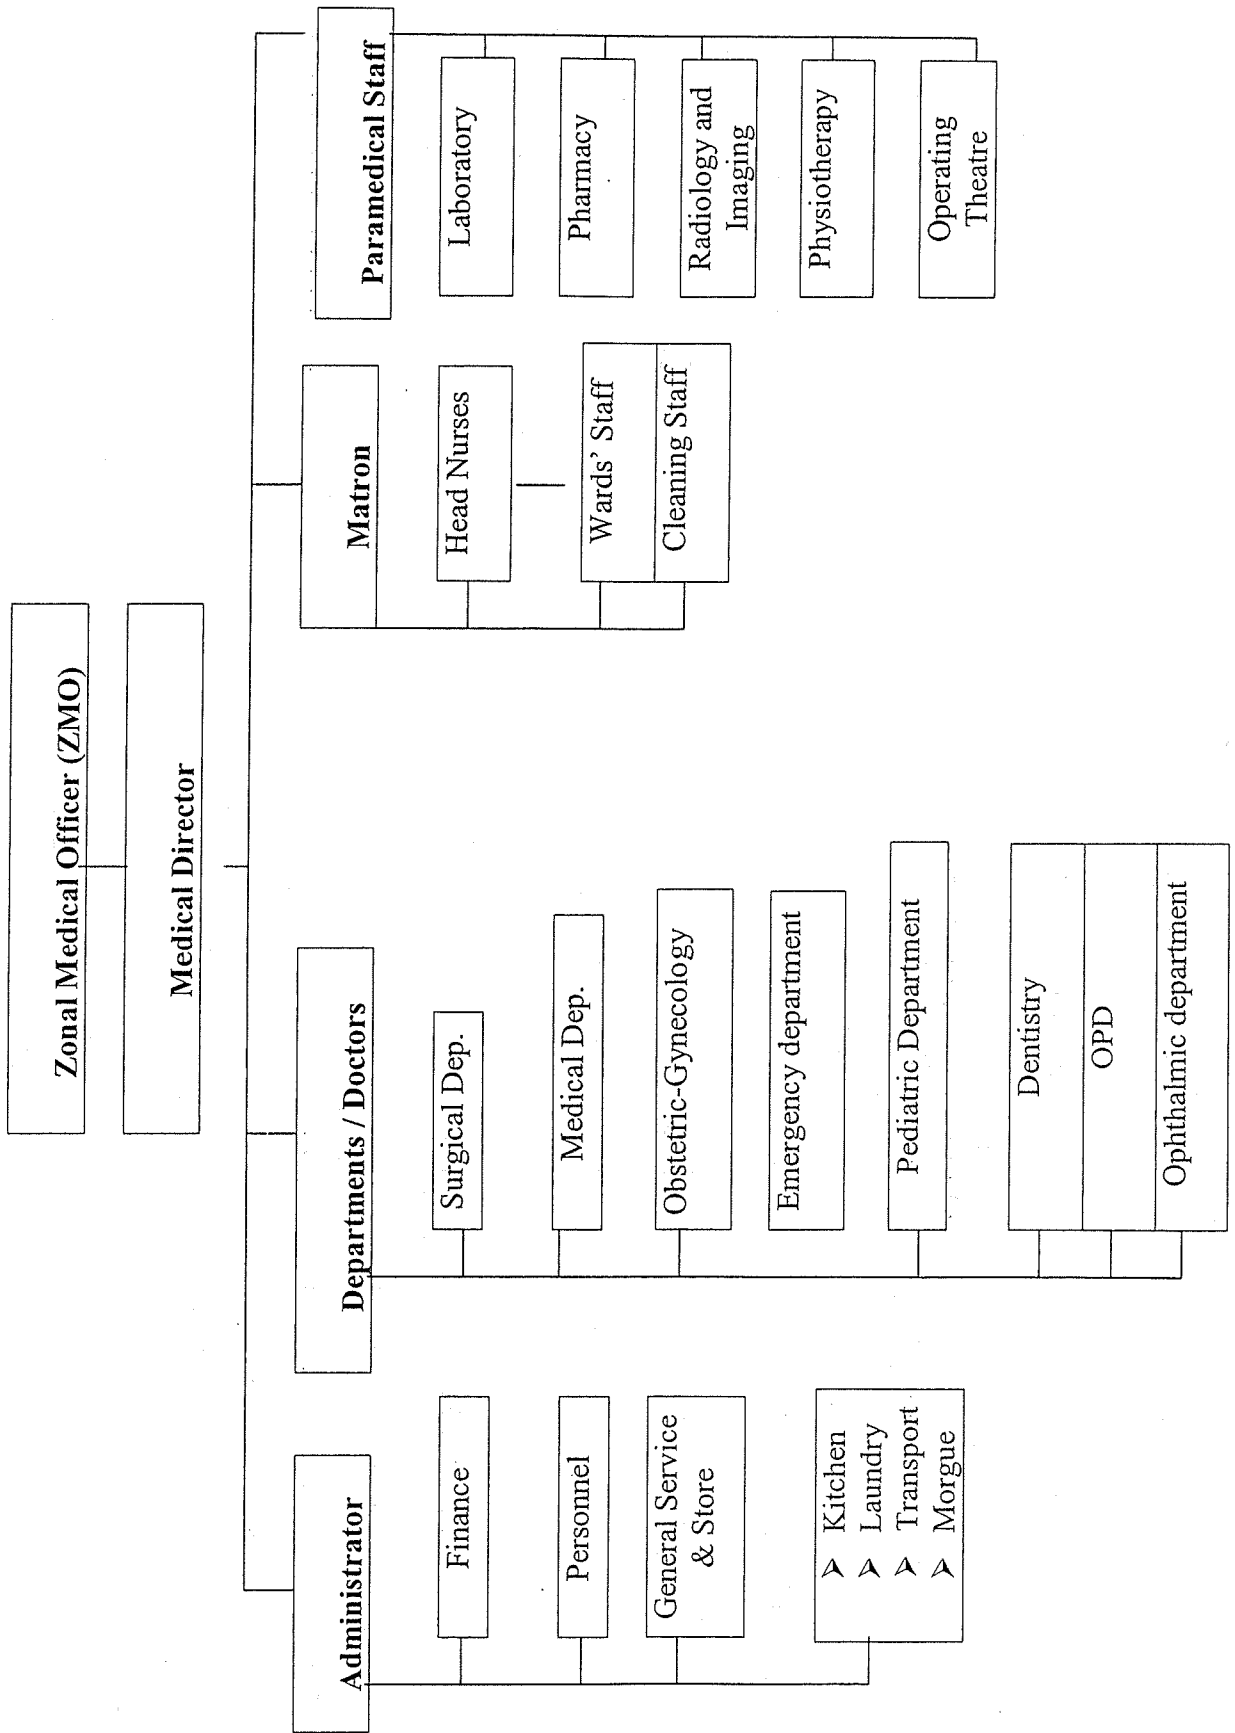 Zonal Medical Officer (ZMO)
Medical Director
Administrator
Finance
Personnel
General Service
& Store
➢ Kitchen
➢ Laundry
➢ Transport
➢ Morgue
Departments / Doctors
Surgical Dep.
Medical Dep.
Obstetric-Gynecology
Emergency department
Pediatric Department
Dentistry
OPD
Ophthalmic department
Matron
Head Nurses
Wards' Staff
Cleaning Staff
Paramedical Staff
Laboratory
Pharmacy
Radiology and
Imaging
Physiotherapy
Operating
Theatre